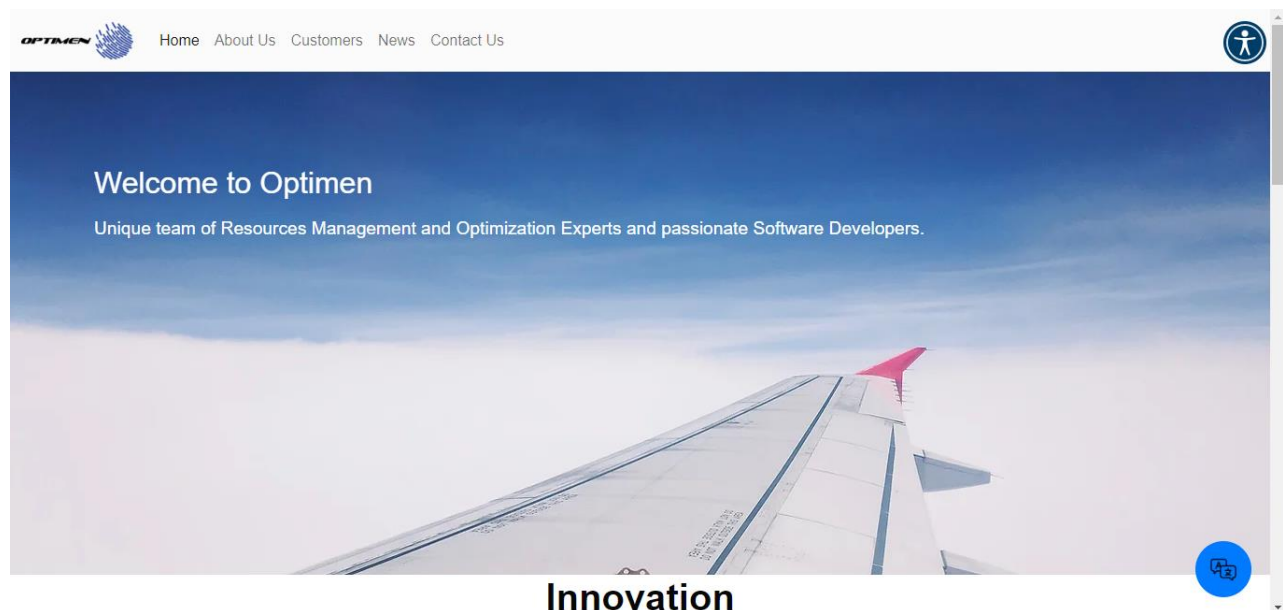 OPTIMEN
Home About Us Customers News Contact Us
Welcome to Optimen
Unique team of Resources Management and Optimization Experts and passionate Software Developers.
Innovation